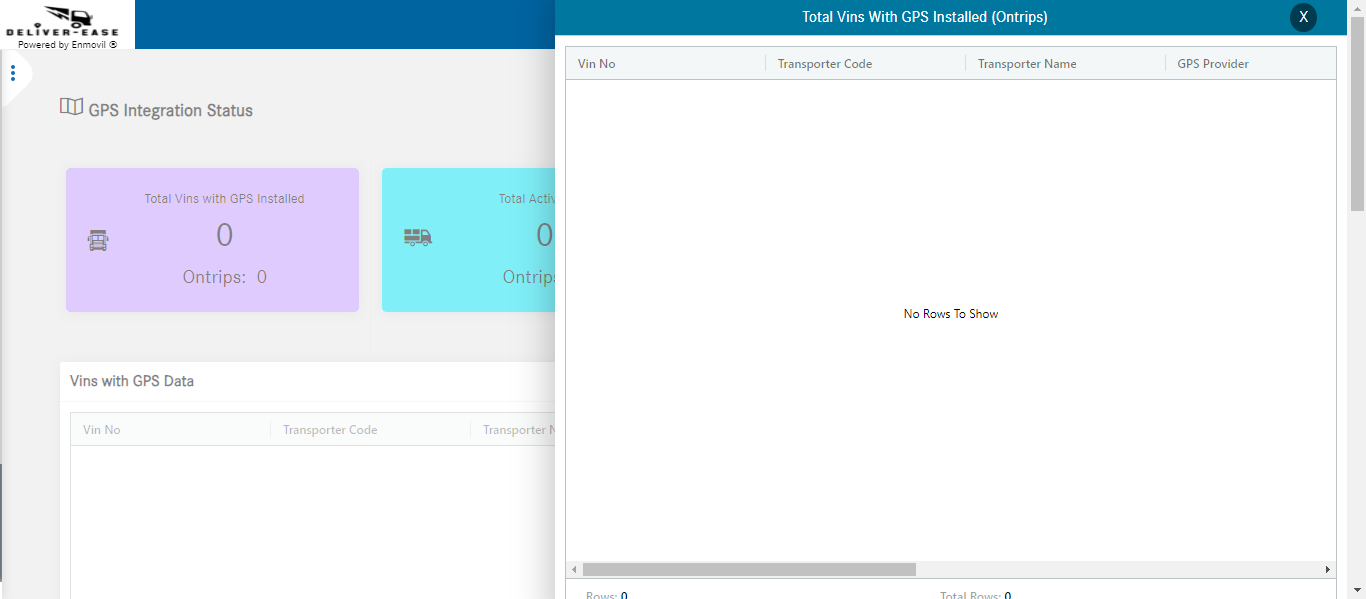 DELIVER-EASE
Powered by Enmovil ®
GPS Integration Status
Total Vins with GPS Installed
0
Ontrips: 0
Total Activ
0
Ontrips
Vins with GPS Data
Vin No Transporter Code Transporter N
Total Vins With GPS Installed (Ontrips)
X
Vin No Transporter Code Transporter Name GPS Provider
No Rows To Show
Rows: 0 Total Rows: 0